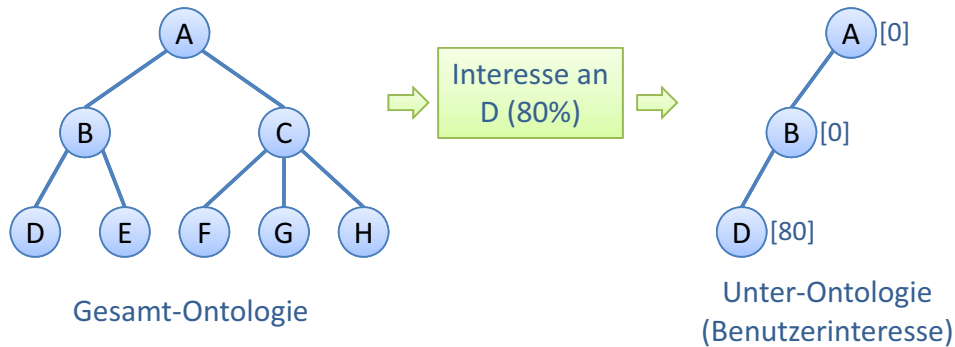 A
B
C
D
E
F
G
H
Gesamt-Ontologie
Interesse an
D (80%)
A [0]
B [0]
D [80]
Unter-Ontologie
(Benutzerinteresse)